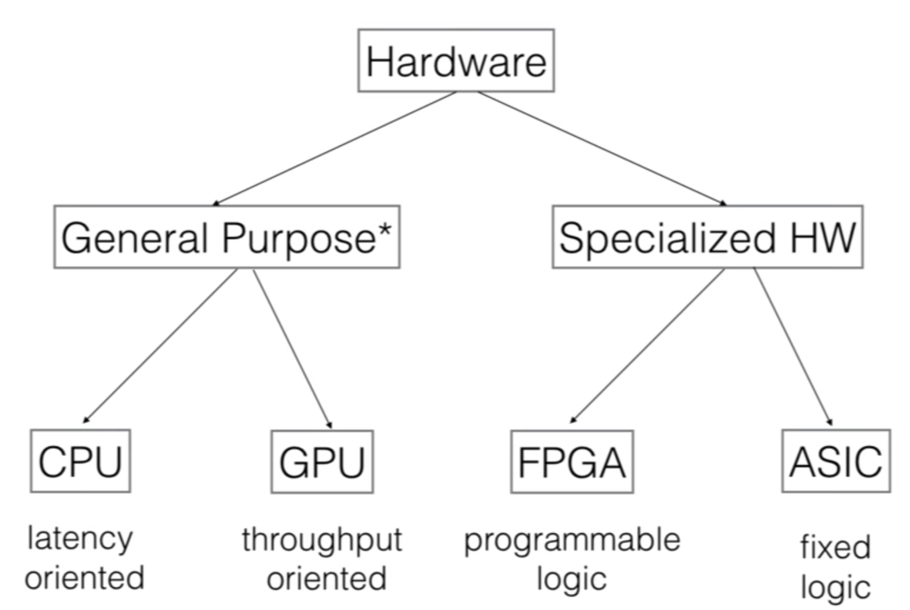 Hardware
General Purpose*
Specialized HW
CPU
GPU
FPGA
ASIC
latency
oriented
throughput
oriented
programmable
logic
fixed
logic